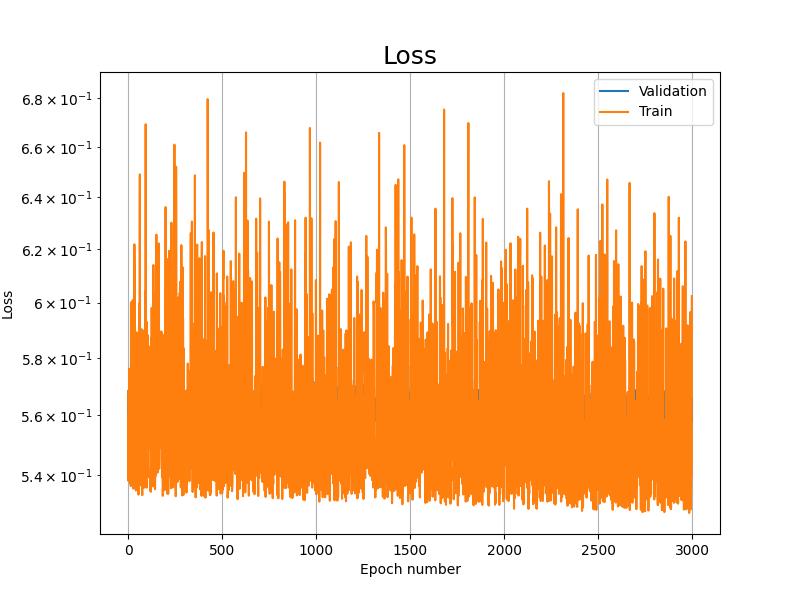 Loss
Validation
Train
6.8 × 10⁻¹
6.6 × 10⁻¹
6.4 × 10⁻¹
6.2 × 10⁻¹
6 × 10⁻¹
5.8 × 10⁻¹
5.6 × 10⁻¹
5.4 × 10⁻¹
Loss
0 500 1000 1500 2000 2500 3000
Epoch number